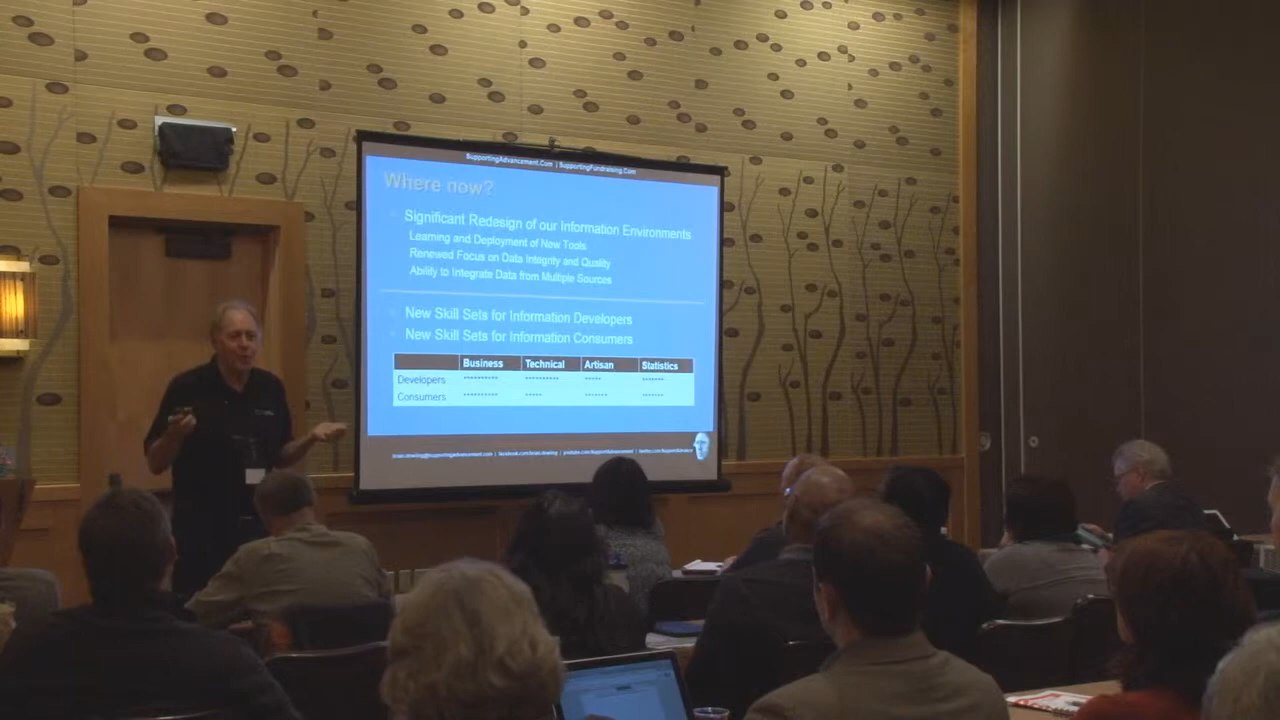 SupportingAdvancement.Com | SupportingFundraising.Com
Where now?
Significant Redesign of our Information Environments
Learning and Deployment of New Tools
Renewed Focus on Data Integrity and Quality
Ability to Integrate Data from Multiple Sources
New Skill Sets for Information Developers
New Skill Sets for Information Consumers
Business Technical Artisan Statistics
Developers
Consumers